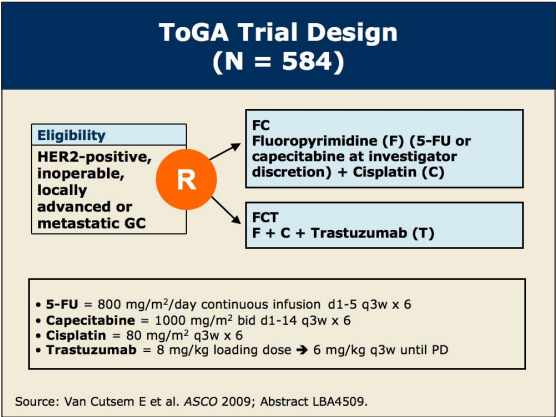 ToGA Trial Design
(N = 584)
Eligibility
HER2-positive,
inoperable,
locally
advanced or
metastatic GC
R
FC
Fluoropyrimidine (F) (5-FU or
capecitabine at investigator
discretion) + Cisplatin (C)
FCT
F + C + Trastuzumab (T)
• 5-FU = 800 mg/m²/day continuous infusion d1-5 q3w x 6
• Capecitabine = 1000 mg/m² bid d1-14 q3w x 6
• Cisplatin = 80 mg/m² q3w x 6
• Trastuzumab = 8 mg/kg loading dose ➔ 6 mg/kg q3w until PD
Source: Van Cutsem E et al. ASCO 2009; Abstract LBA4509.